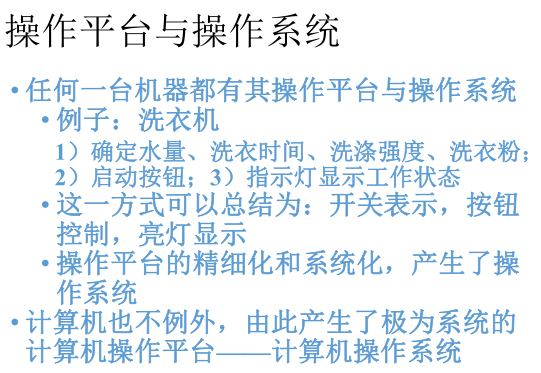 操作平台与操作系统
•任何一台机器都有其操作平台与操作系统
•例子：洗衣机
1）确定水量、洗衣时间、洗涤强度、洗衣粉；
2）启动按钮；3）指示灯显示工作状态
•这一方式可以总结为：开关表示，按钮
控制，亮灯显示
•操作平台的精细化和系统化，产生了操
作系统
•计算机也不例外，由此产生了极为系统的
计算机操作平台——计算机操作系统